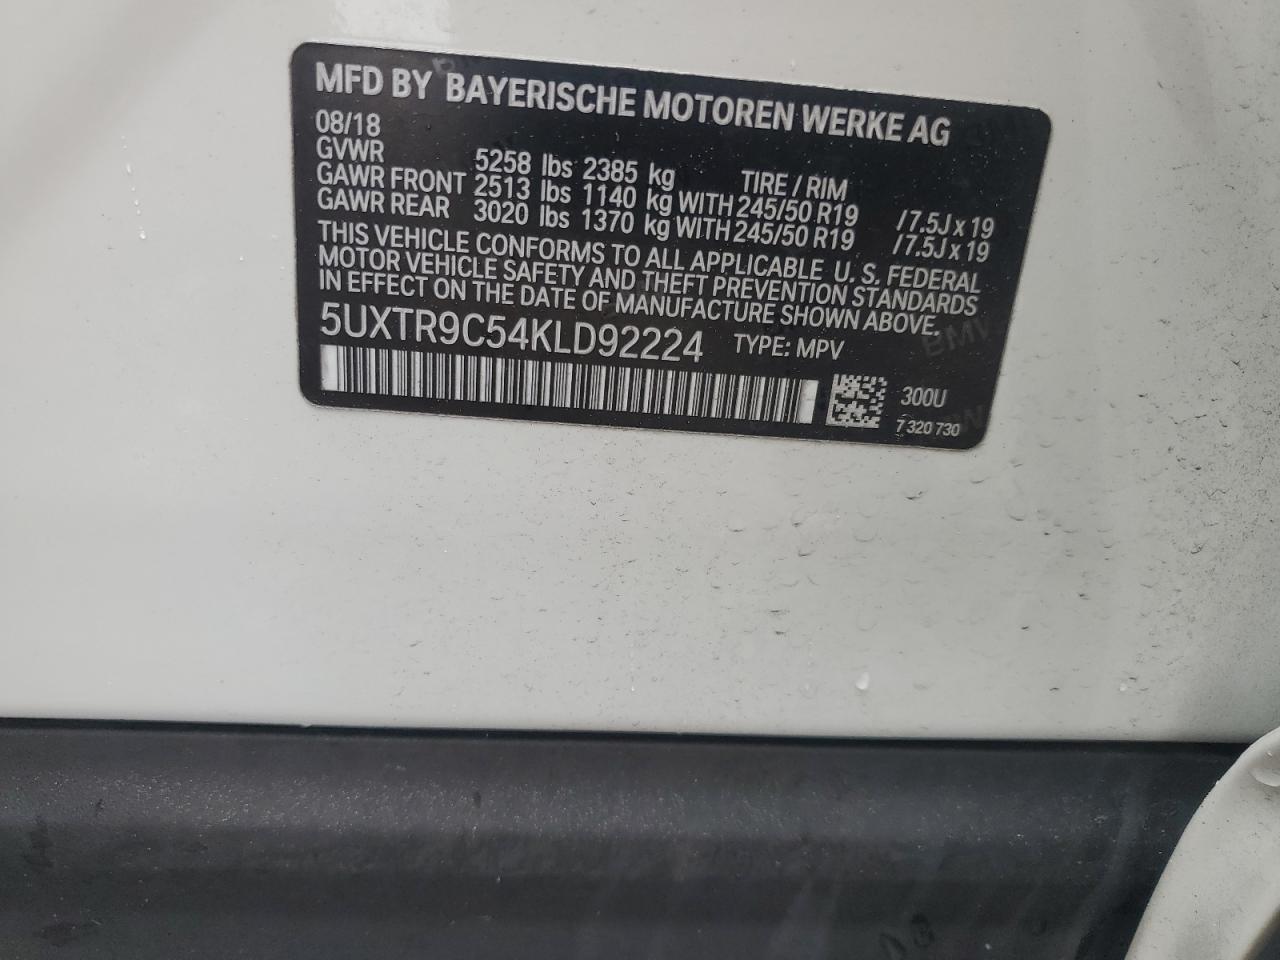 MFD BY BAYERISCHE MOTOREN WERKE AG
08/18
GVWR 5258 lbs 2385 kg TIRE / RIM
GAWR FRONT 2513 lbs 1140 kg WITH 245/50 R19 /7.5J x 19
GAWR REAR 3020 lbs 1370 kg WITH 245/50 R19 /7.5J x 19
THIS VEHICLE CONFORMS TO ALL APPLICABLE U. S. FEDERAL
MOTOR VEHICLE SAFETY AND THEFT PREVENTION STANDARDS
IN EFFECT ON THE DATE OF MANUFACTURE SHOWN ABOVE.
5UXTR9C54KLD92224 TYPE: MPV
300U
7 320 730